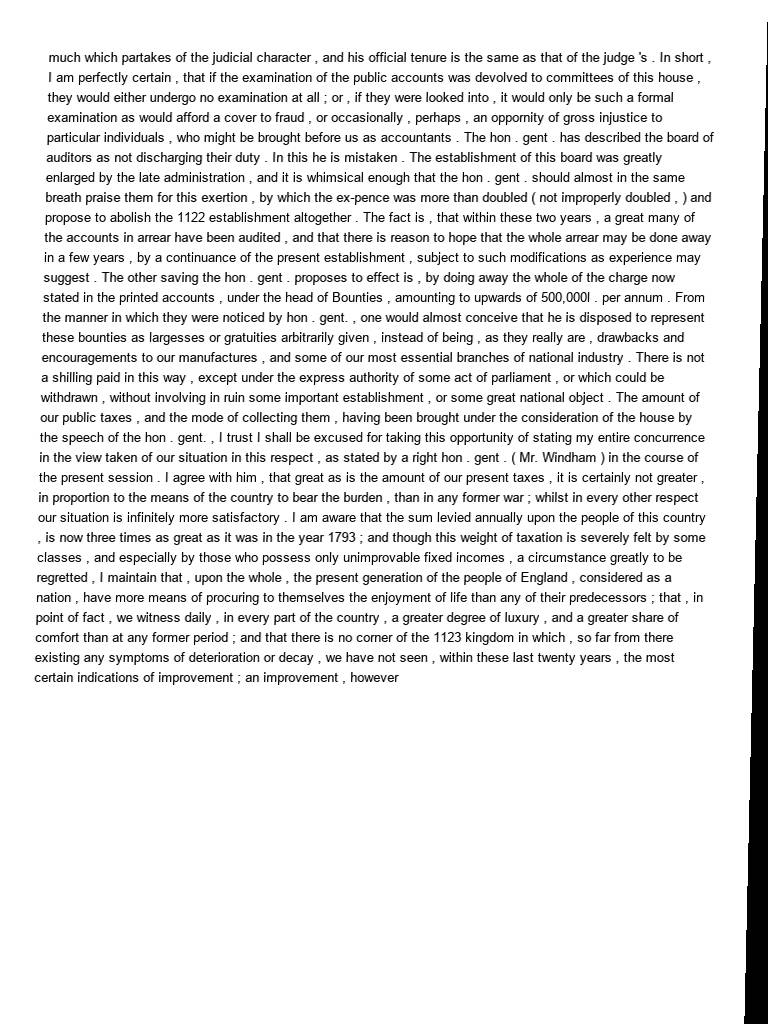 much which partakes of the judicial character , and his official tenure is the same as that of the judge 's . In short ,
I am perfectly certain , that if the examination of the public accounts was devolved to committees of this house ,
they would either undergo no examination at all ; or , if they were looked into , it would only be such a formal
examination as would afford a cover to fraud , or occasionally , perhaps , an oppornity of gross injustice to
particular individuals , who might be brought before us as accountants . The hon . gent . has described the board of
auditors as not discharging their duty . In this he is mistaken . The establishment of this board was greatly
enlarged by the late administration , and it is whimsical enough that the hon . gent . should almost in the same
breath praise them for this exertion , by which the ex-pence was more than doubled ( not improperly doubled , ) and
propose to abolish the 1122 establishment altogether . The fact is , that within these two years , a great many of
the accounts in arrear have been audited , and that there is reason to hope that the whole arrear may be done away
in a few years , by a continuance of the present establishment , subject to such modifications as experience may
suggest . The other saving the hon . gent . proposes to effect is , by doing away the whole of the charge now
stated in the printed accounts , under the head of Bounties , amounting to upwards of 500,000l . per annum . From
the manner in which they were noticed by hon . gent. , one would almost conceive that he is disposed to represent
these bounties as largesses or gratuities arbitrarily given , instead of being , as they really are , drawbacks and
encouragements to our manufactures , and some of our most essential branches of national industry . There is not
a shilling paid in this way , except under the express authority of some act of parliament , or which could be
withdrawn , without involving in ruin some important establishment , or some great national object . The amount of
our public taxes , and the mode of collecting them , having been brought under the consideration of the house by
the speech of the hon . gent. , I trust I shall be excused for taking this opportunity of stating my entire concurrence
in the view taken of our situation in this respect , as stated by a right hon . gent . ( Mr. Windham ) in the course of
the present session . I agree with him , that great as is the amount of our present taxes , it is certainly not greater ,
in proportion to the means of the country to bear the burden , than in any former war ; whilst in every other respect
our situation is infinitely more satisfactory . I am aware that the sum levied annually upon the people of this country
, is now three times as great as it was in the year 1793 ; and though this weight of taxation is severely felt by some
classes , and especially by those who possess only unimprovable fixed incomes , a circumstance greatly to be
regretted , I maintain that , upon the whole , the present generation of the people of England , considered as a
nation , have more means of procuring to themselves the enjoyment of life than any of their predecessors ; that , in
point of fact , we witness daily , in every part of the country , a greater degree of luxury , and a greater share of
comfort than at any former period ; and that there is no corner of the 1123 kingdom in which , so far from there
existing any symptoms of deterioration or decay , we have not seen , within these last twenty years , the most
certain indications of improvement ; an improvement , however